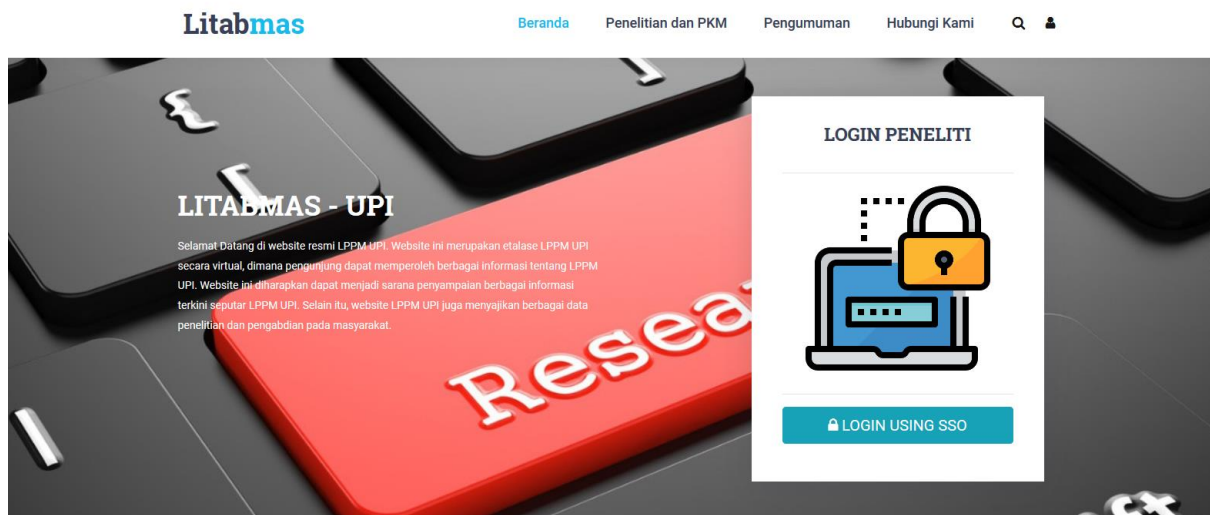 Litabmas
Beranda Penelitian dan PKM Pengumuman Hubungi Kami
LITABMAS - UPI
Selamat Datang di website resmi LPPM UPI. Website ini merupakan etalase LPPM UPI
secara virtual, dimana pengunjung dapat memperoleh berbagai informasi tentang LPPM
UPI. Website ini diharapkan dapat menjadi sarana penyampaian berbagai informasi
terkini seputar LPPM UPI. Selain itu, website LPPM UPI juga menyajikan berbagai data
penelitian dan pengabdian pada masyarakat.
Resea
LOGIN PENELITI
LOGIN USING SSO